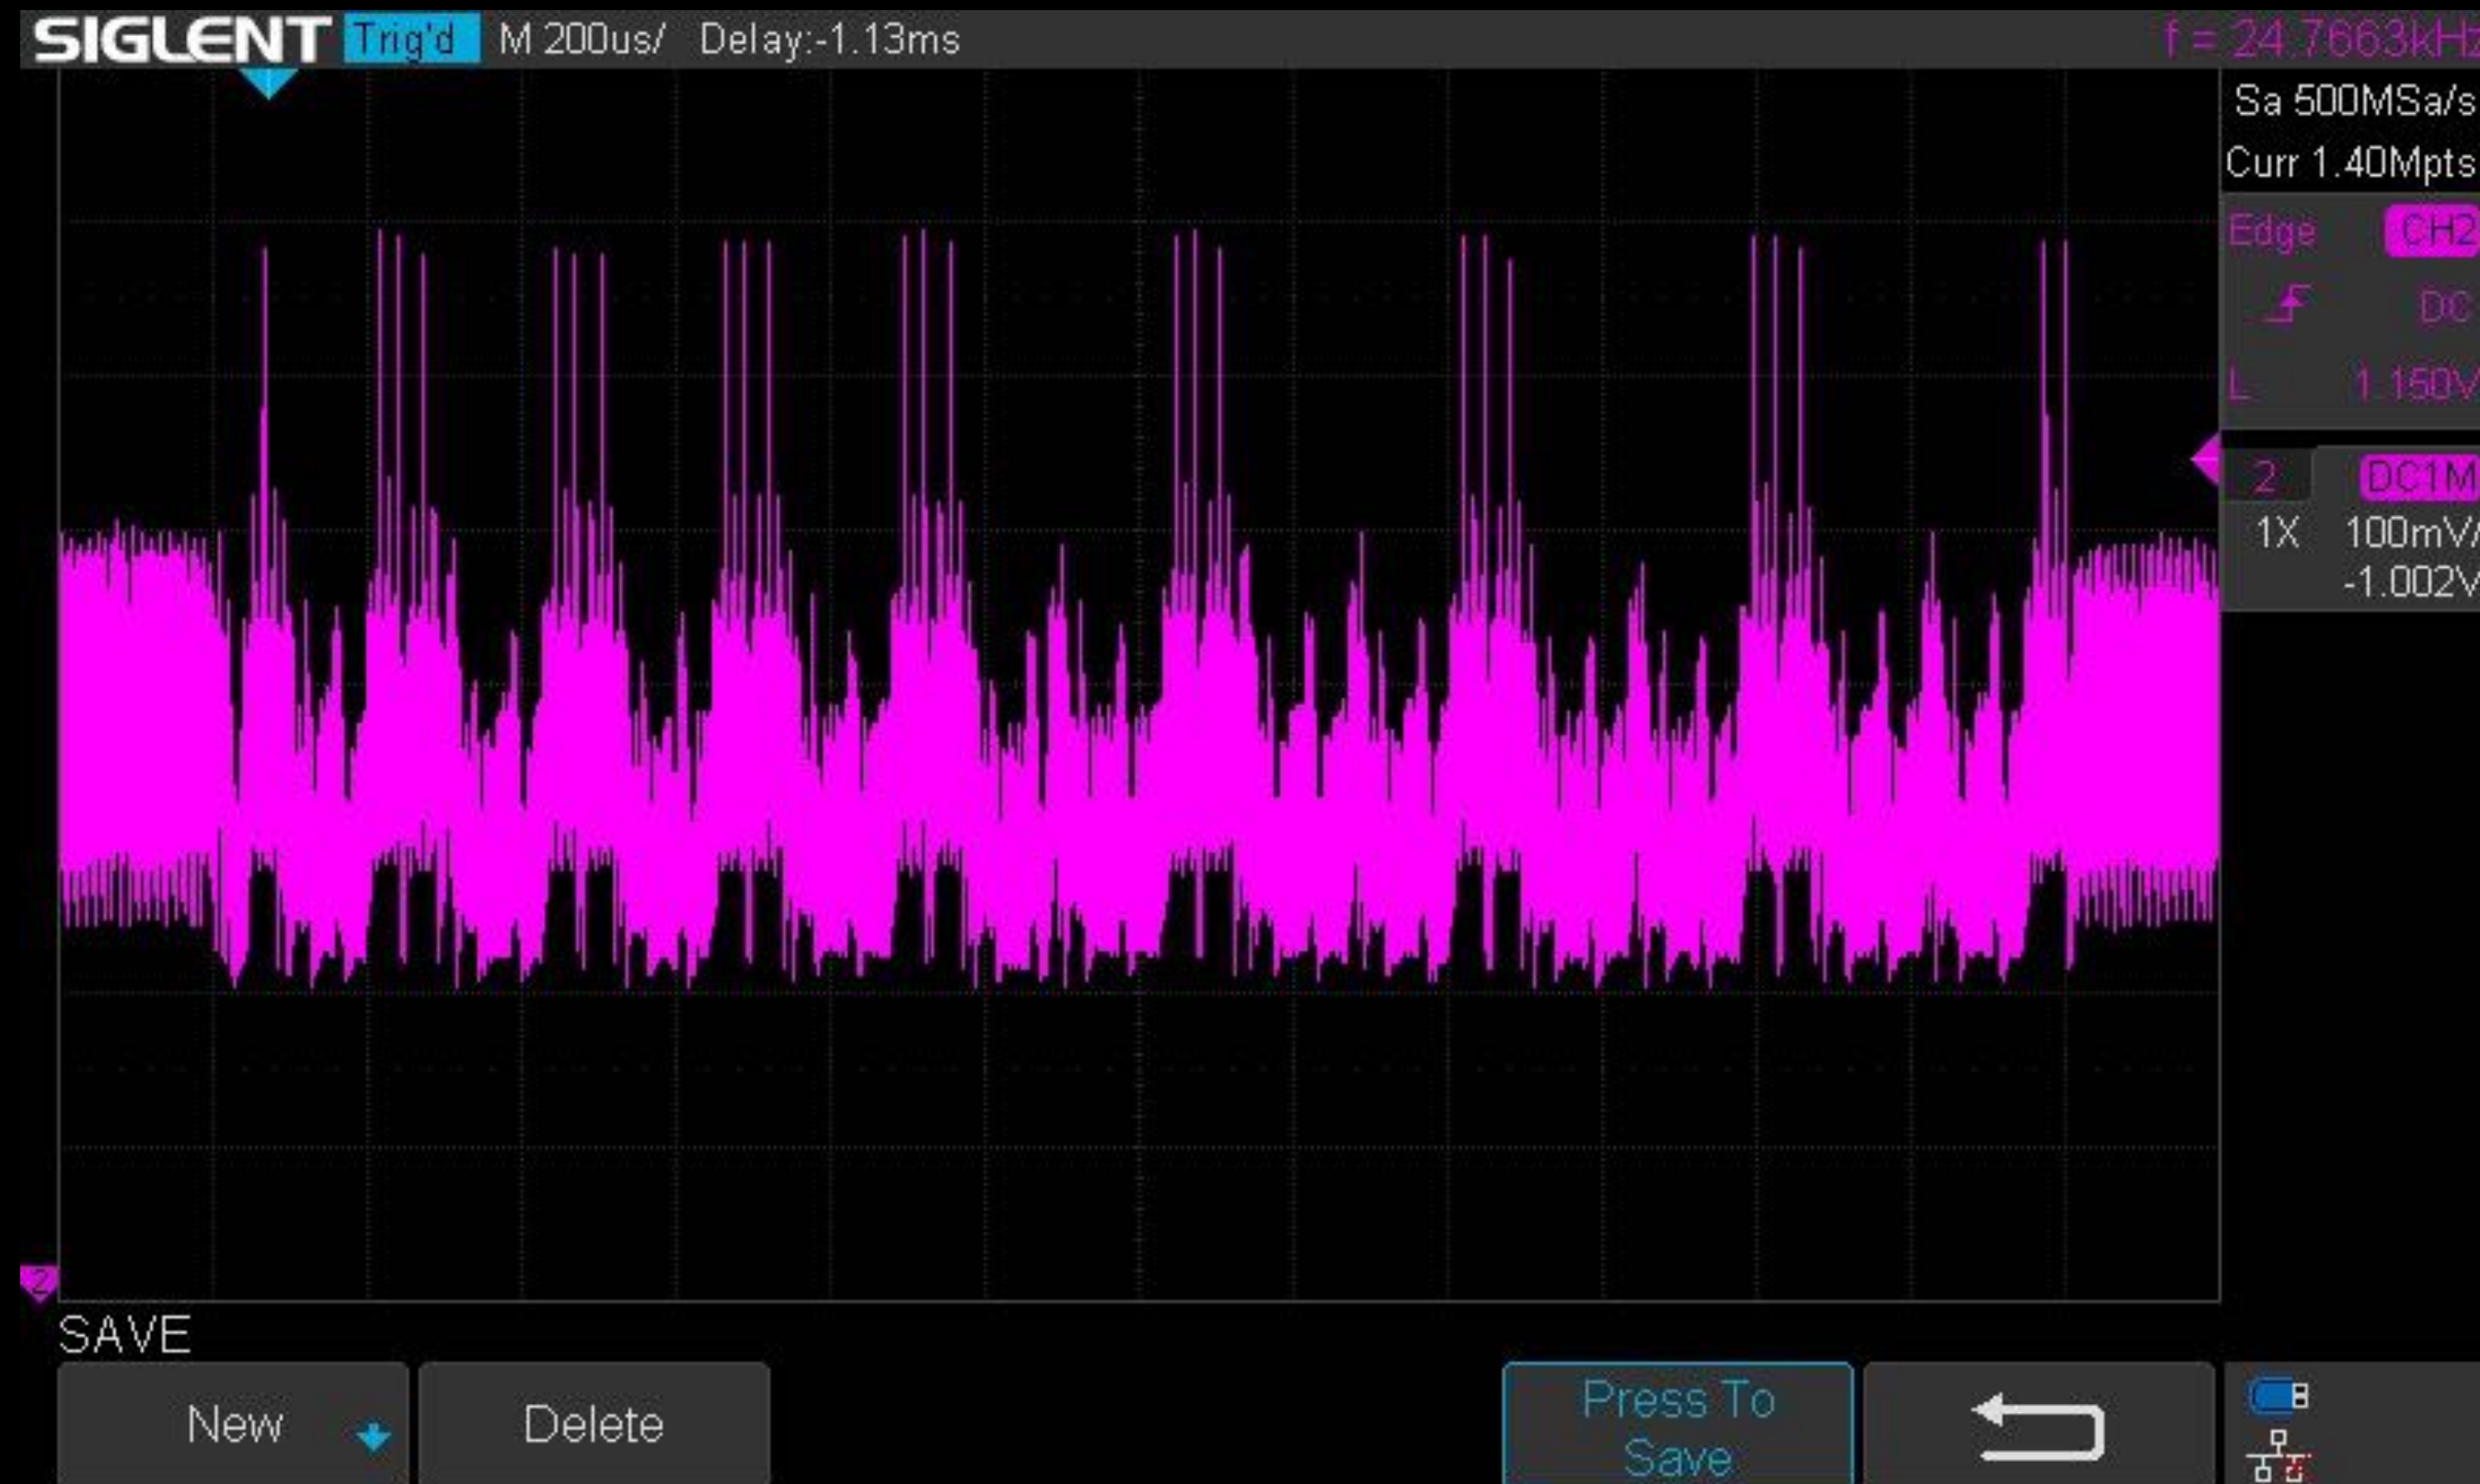 SIGLENT Trig'd M 200us/ Delay:-1.13ms f = 24.7663kHz
Sa 500MSa/s
Curr 1.40Mpts
Edge CH2
DC
L 1.150V
2 DC1M
1X 100mV/
-1.002V
2
SAVE
New Delete Press To
Save